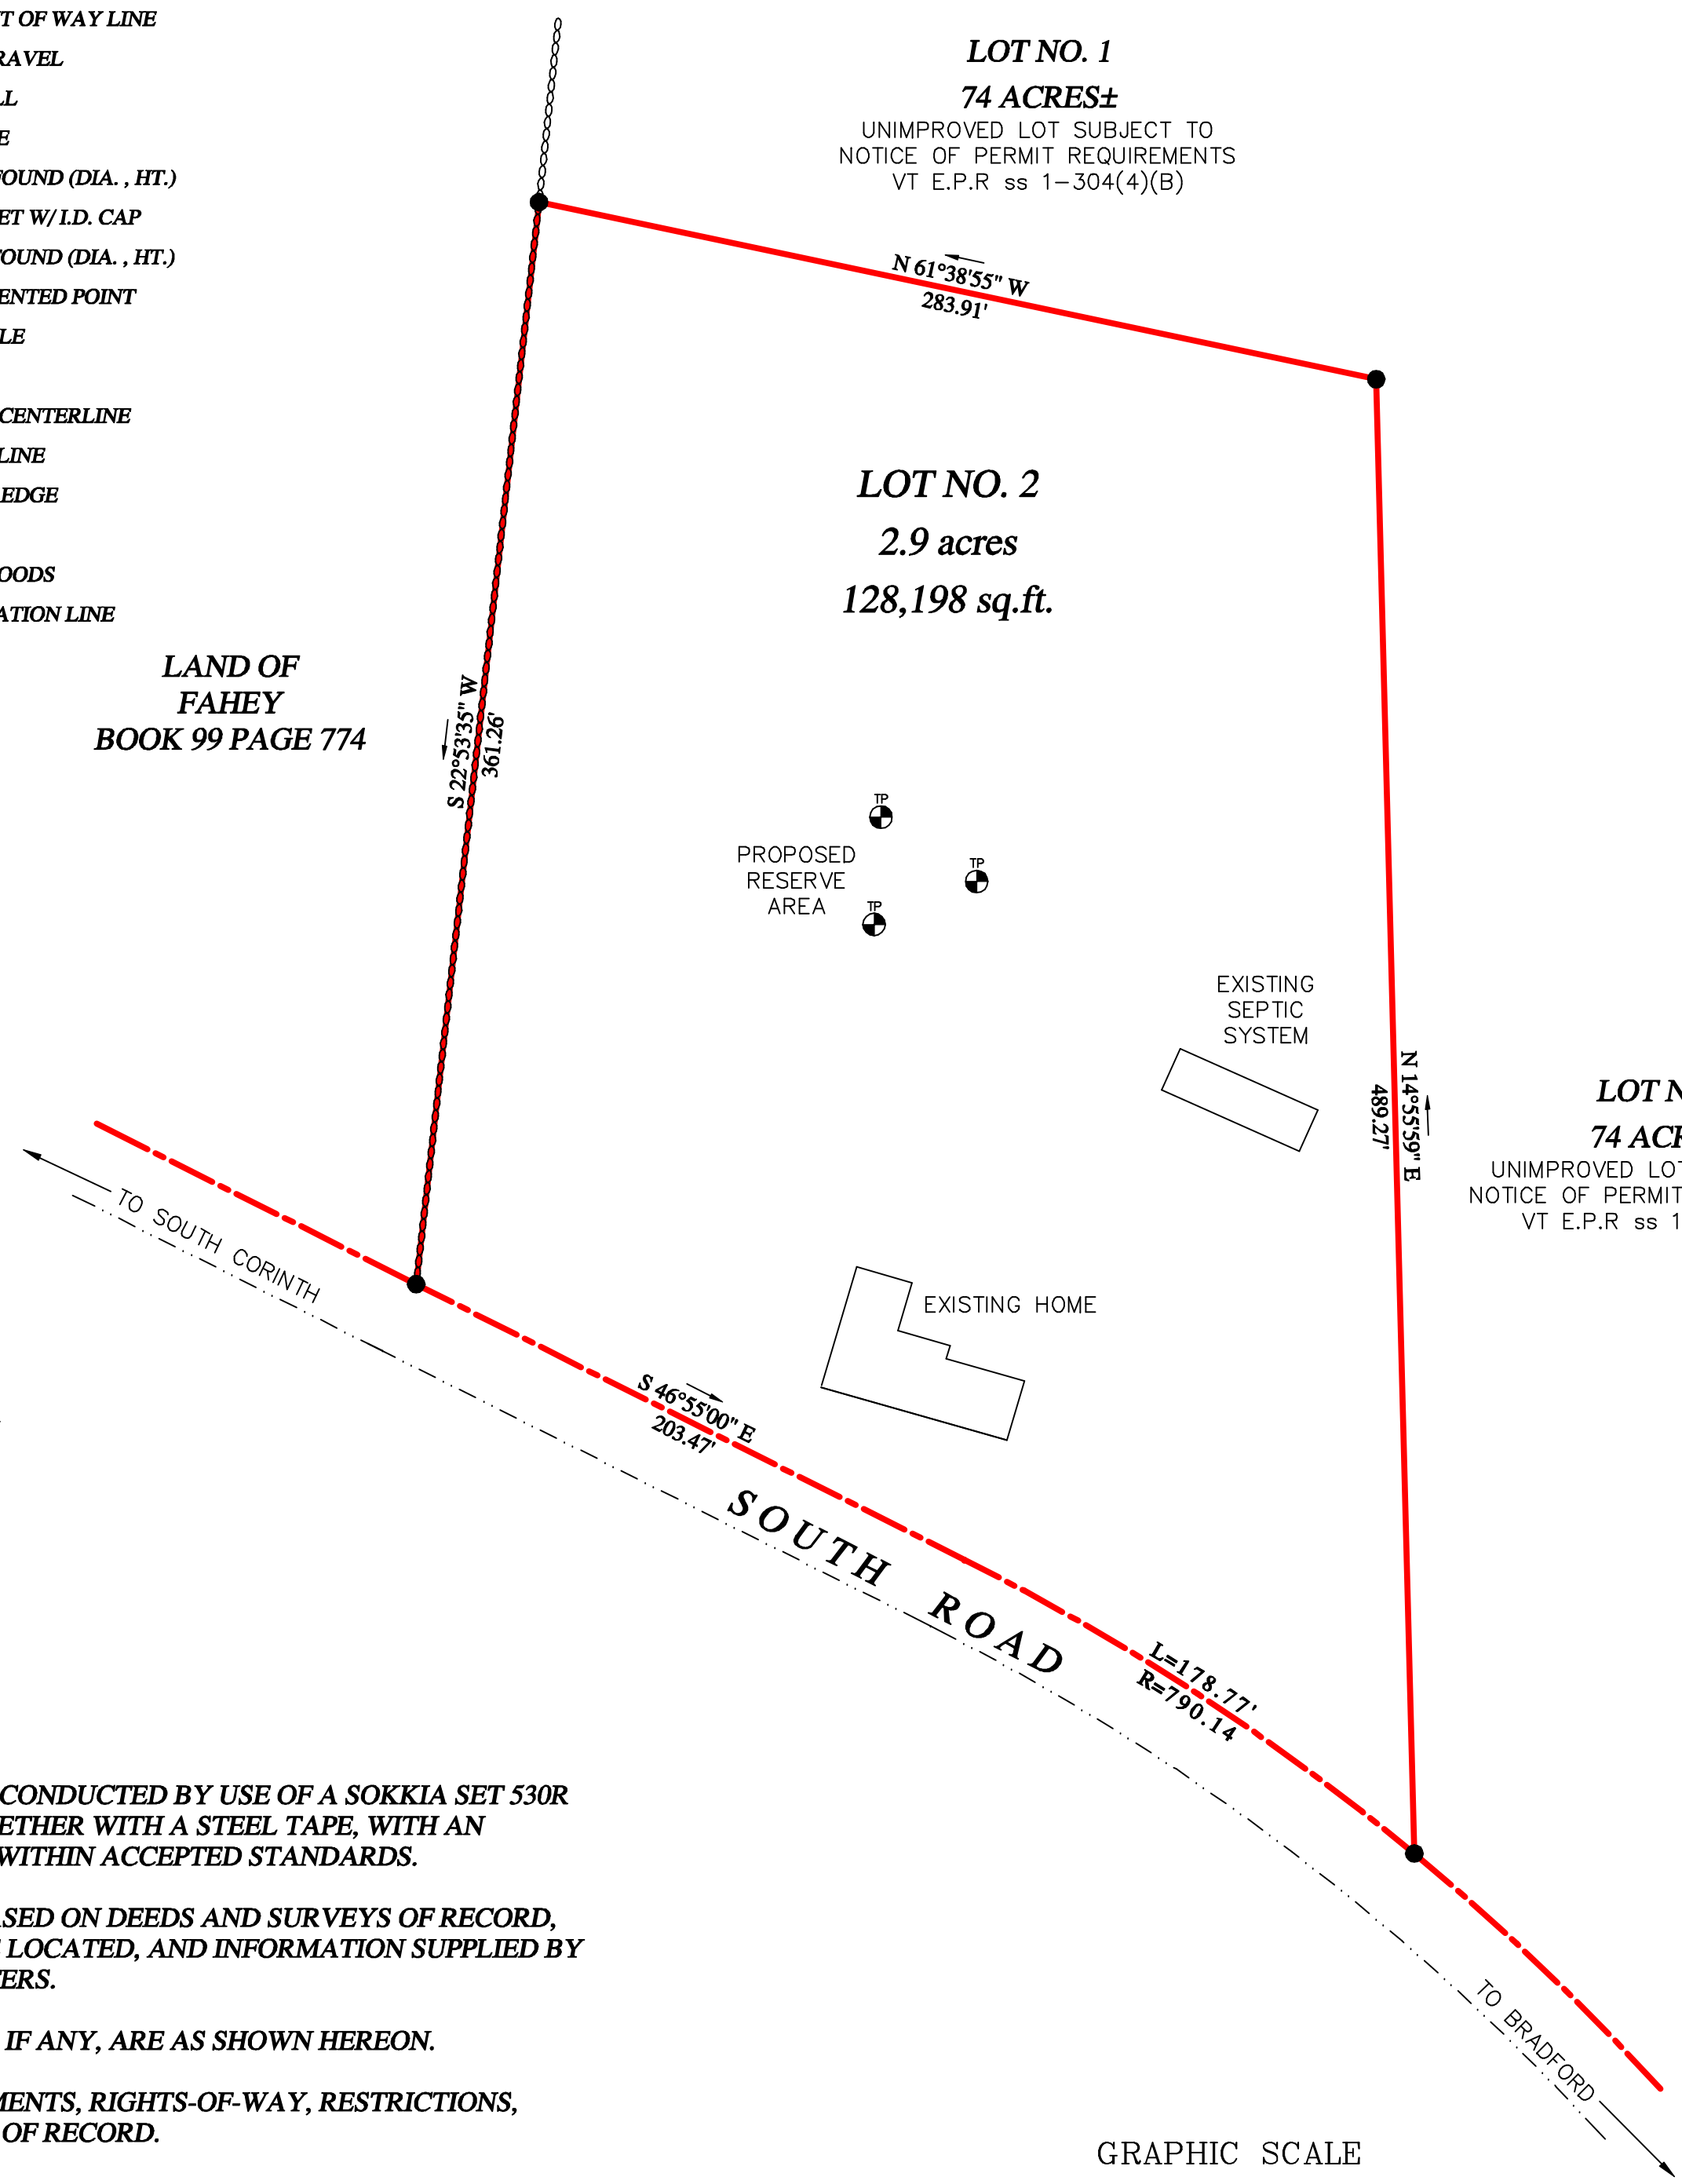 T OF WAY LINE
RAVEL
LL
E
FOUND (DIA. , HT.)
ET W/ I.D. CAP
FOUND (DIA. , HT.)
ENTED POINT
LE
CENTERLINE
LINE
EDGE
OODS
ATION LINE
LOT NO. 1
74 ACRES±
UNIMPROVED LOT SUBJECT TO
NOTICE OF PERMIT REQUIREMENTS
VT E.P.R ss 1-304(4)(B)
N 61°38'55" W
283.91'
LOT NO. 2
2.9 acres
128,198 sq.ft.
LAND OF
FAHEY
BOOK 99 PAGE 774
S 22°53'35" W
361.26'
TP
PROPOSED
RESERVE
AREA
TP
TP
EXISTING
SEPTIC
SYSTEM
N 14°55'59" E
489.27'
LOT N
74 ACR
UNIMPROVED LOT
NOTICE OF PERMIT
VT E.P.R ss 1
TO SOUTH CORINTH
EXISTING HOME
S 46°55'00" E
203.47'
SOUTH ROAD
L=178.77'
R=790.14
CONDUCTED BY USE OF A SOKKIA SET 530R
ETHER WITH A STEEL TAPE, WITH AN
WITHIN ACCEPTED STANDARDS.
ASED ON DEEDS AND SURVEYS OF RECORD,
LOCATED, AND INFORMATION SUPPLIED BY
TERS.
IF ANY, ARE AS SHOWN HEREON.
MENTS, RIGHTS-OF-WAY, RESTRICTIONS,
OF RECORD.
TO BRADFORD
GRAPHIC SCALE